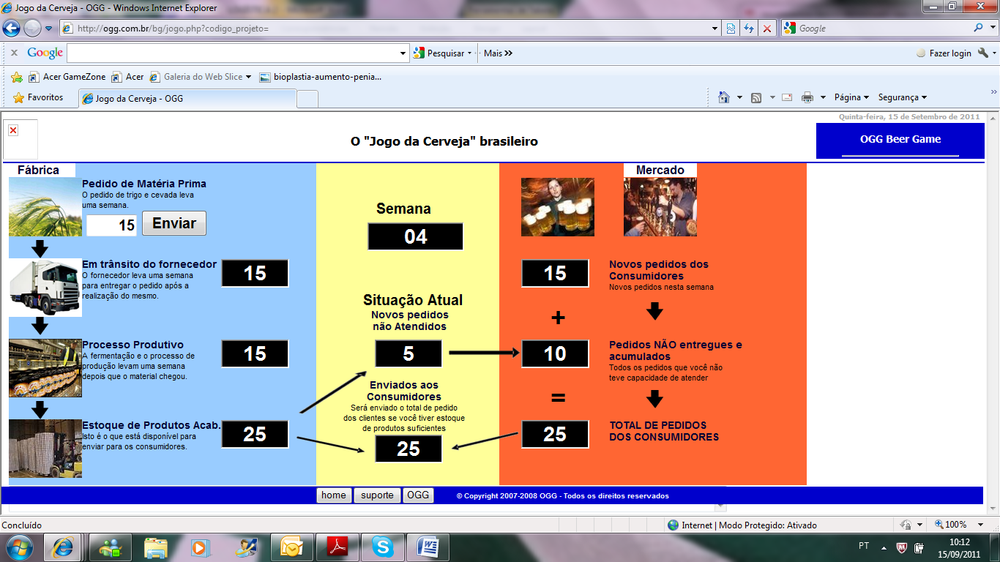 Jogo da Cerveja - OGG - Windows Internet Explorer
http://ogg.com.br/bg/jogo.php?codigo_projeto=
Google
x Google
Pesquisar
Mais
Fazer login
Acer GameZone
Acer
Galeria do Web Slice
bioplastia-aumento-penia...
Favoritos
Jogo da Cerveja - OGG
Página
Segurança
Quinta-feira, 15 de Setembro de 2011
O "Jogo da Cerveja" brasileiro
OGG Beer Game
Fábrica
Pedido de Matéria Prima
O pedido de trigo e cevada leva
uma semana.
15
Enviar
Em trânsito do fornecedor
O fornecedor leva uma semana
para entregar o pedido após a
realização do mesmo.
15
Processo Produtivo
A fermentação e o processo de
produção levam uma semana
depois que o material chegou.
15
Estoque de Produtos Acab.
Isto é o que está disponível para
enviar para os consumidores.
25
Semana
04
Situação Atual
Novos pedidos
não Atendidos
5
Enviados aos
Consumidores
Será enviado o total de pedido
dos clientes se você tiver estoque
de produtos suficientes
25
Mercado
15
Novos pedidos dos
Consumidores
Novos pedidos nesta semana
+
10
Pedidos NÃO entregues e
acumulados
Todos os pedidos que você não
teve capacidade de atender
=
25
TOTAL DE PEDIDOS
DOS CONSUMIDORES
home
suporte
OGG
© Copyright 2007-2008 OGG - Todos os direitos reservados
Concluído
Internet | Modo Protegido: Ativado
100%
PT
10:12
15/09/2011